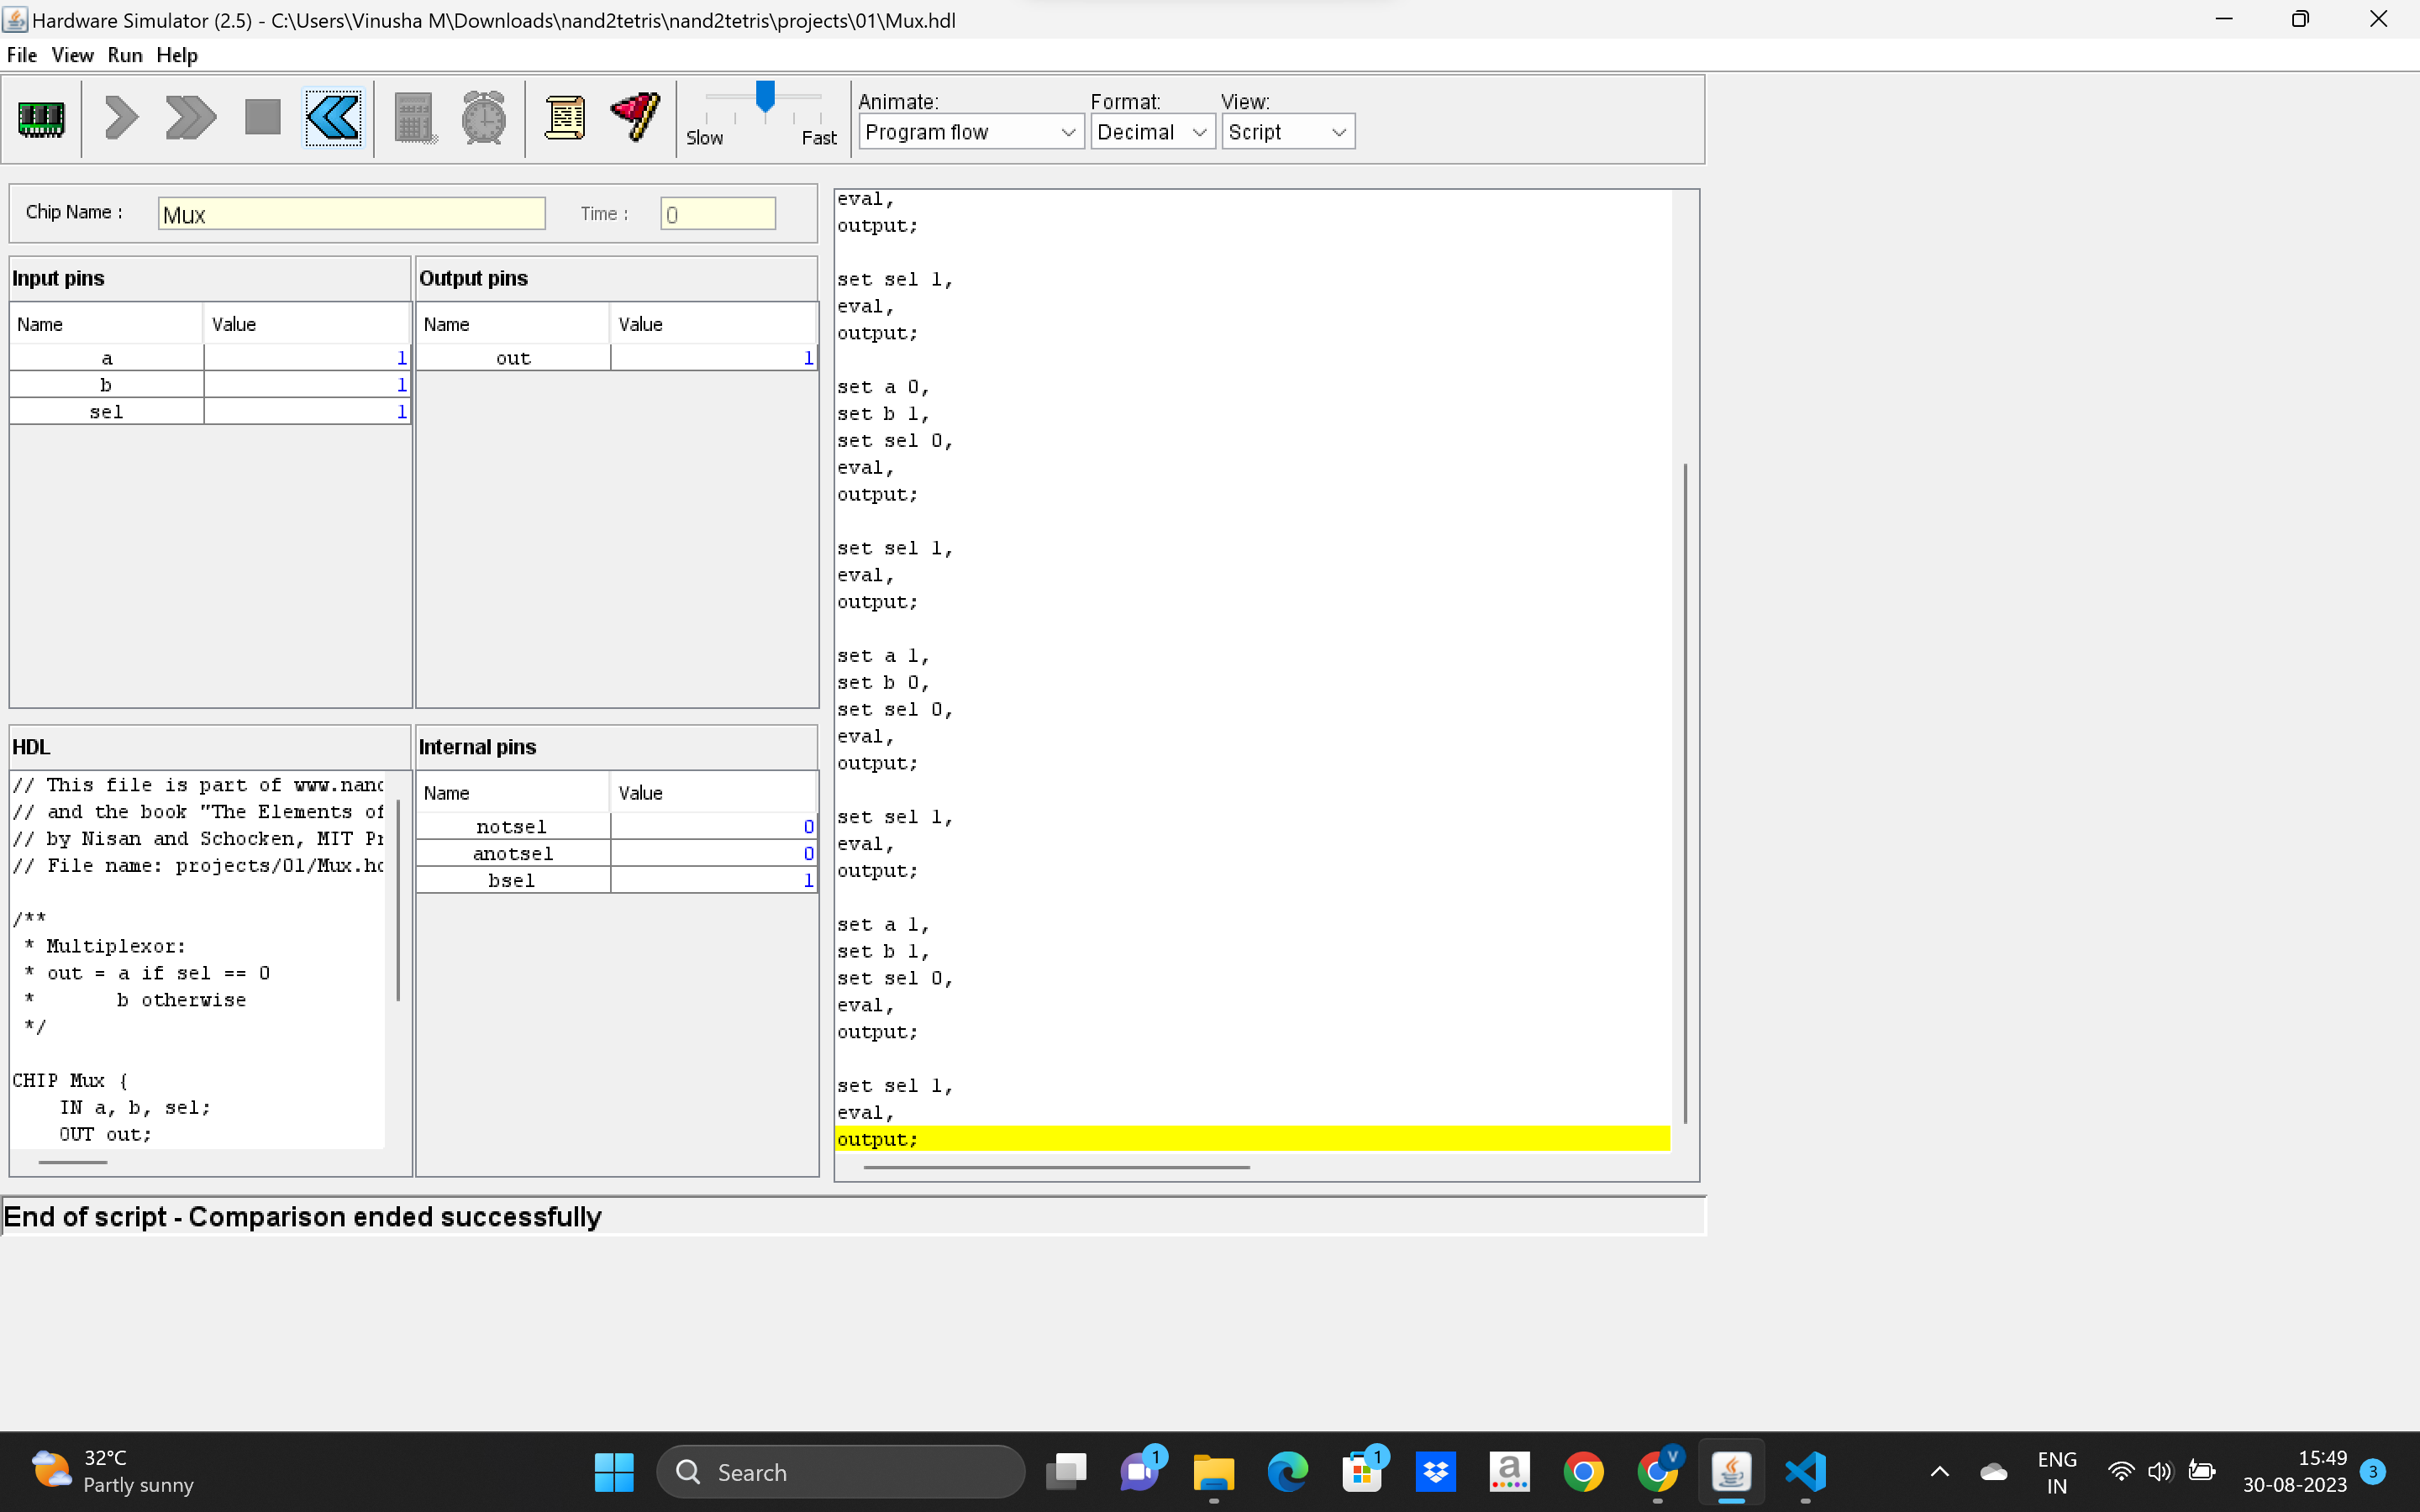 Hardware Simulator (2.5) - C:\Users\Vinusha M\Downloads\nand2tetris\nand2tetris\projects\01\Mux.hdl
File View Run Help
Slow Fast
Animate: Format: View:
Program flow Decimal Script
Chip Name : Mux Time : 0
Input pins
Name Value
a 1
b 1
sel 1
Output pins
Name Value
out 1
HDL
// This file is part of www.nand
// and the book "The Elements of
// by Nisan and Schocken, MIT Pr
// File name: projects/01/Mux.hd
/**
* Multiplexor:
* out = a if sel == 0
* b otherwise
*/
CHIP Mux {
IN a, b, sel;
OUT out;
Internal pins
Name Value
notsel 0
anotsel 0
bsel 1
eval,
output;
set sel 1,
eval,
output;
set a 0,
set b 1,
set sel 0,
eval,
output;
set sel 1,
eval,
output;
set a 1,
set b 0,
set sel 0,
eval,
output;
set sel 1,
eval,
output;
set a 1,
set b 1,
set sel 0,
eval,
output;
set sel 1,
eval,
output;
End of script - Comparison ended successfully
32°C
Partly sunny
Search
1
1
a
V
ENG
IN
15:49
30-08-2023
3